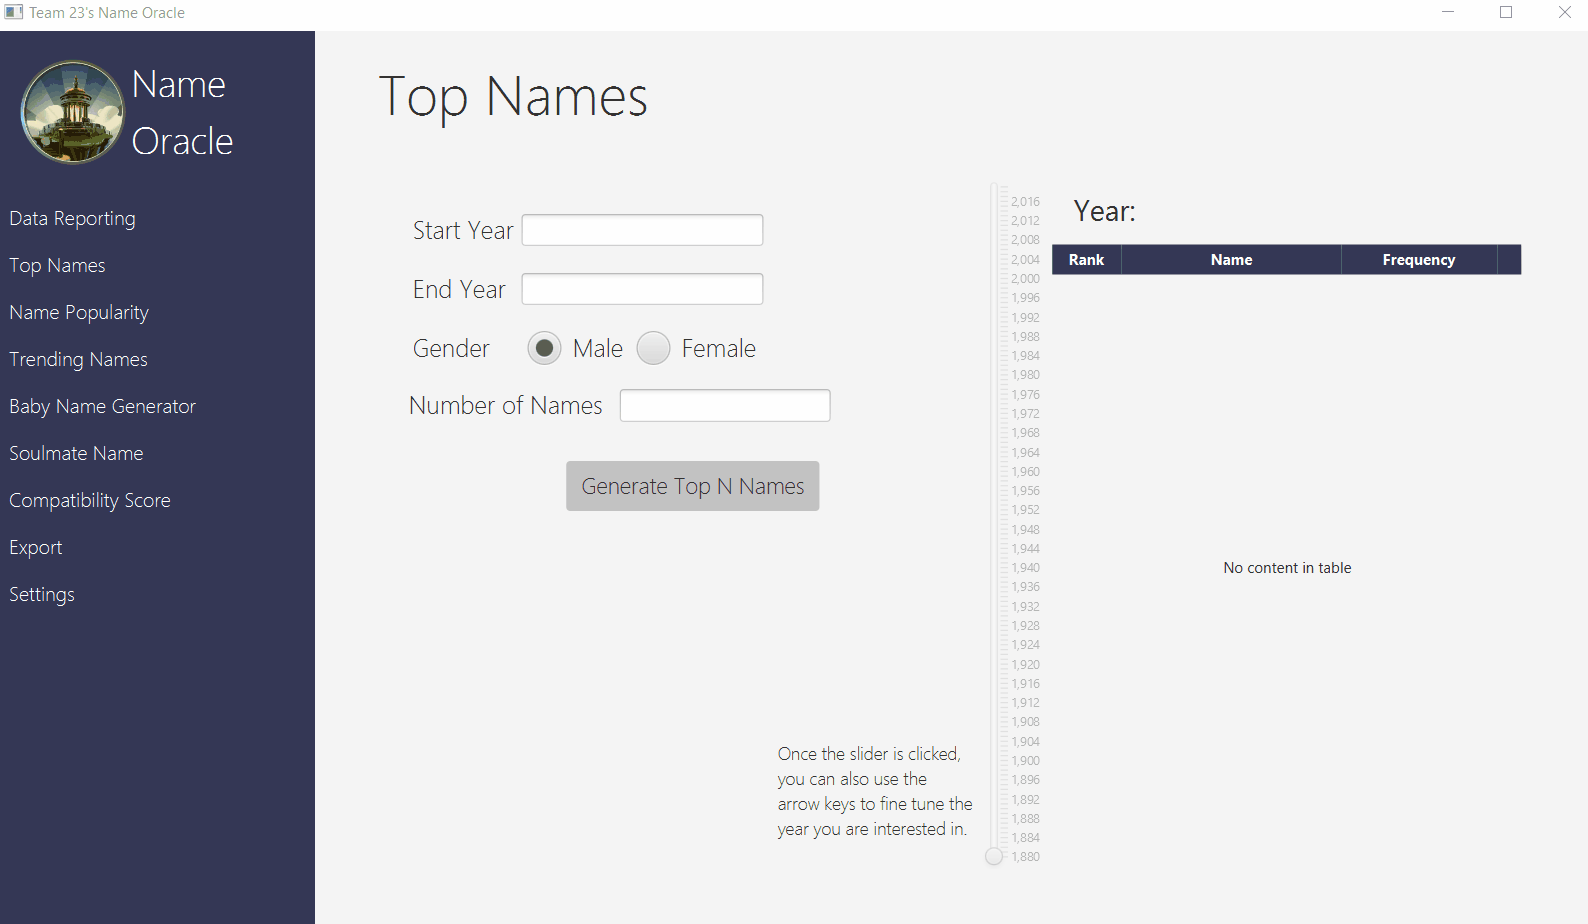 Team 23's Name Oracle
Name
Oracle
Data Reporting
Top Names
Name Popularity
Trending Names
Baby Name Generator
Soulmate Name
Compatibility Score
Export
Settings
Top Names
Start Year
End Year
Gender Male Female
Number of Names
Generate Top N Names
Once the slider is clicked,
you can also use the
arrow keys to fine tune the
year you are interested in.
2,016
2,012
2,008
2,004
2,000
1,996
1,992
1,988
1,984
1,980
1,976
1,972
1,968
1,964
1,960
1,956
1,952
1,948
1,944
1,940
1,936
1,932
1,928
1,924
1,920
1,916
1,912
1,908
1,904
1,900
1,896
1,892
1,888
1,884
1,880
Year:
Rank Name Frequency
No content in table